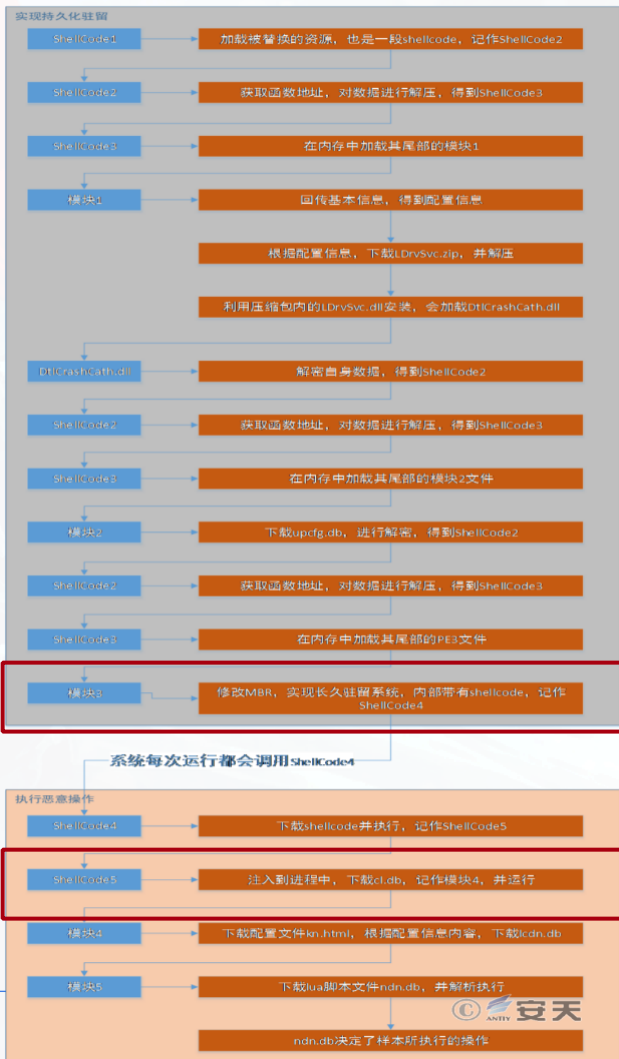 实现持久化驻留
ShellCode1
加载被替换的资源，也是一段shellcode，记作ShellCode2
ShellCode2
获取函数地址，对数据进行解压，得到ShellCode3
ShellCode3
在内存中加载其尾部的模块1
模块1
回传基本信息，得到配置信息
根据配置信息，下载LDrvSvc.zip，并解压
利用压缩包内的LDrvSvc.dll安装，会加载DtlCrashCath.dll
DtlCrashCath.dll
解密自身数据，得到ShellCode2
ShellCode2
获取函数地址，对数据进行解压，得到ShellCode3
ShellCode3
在内存中加载其尾部的模块2文件
模块2
下载upcfg.db，进行解密，得到ShellCode2
ShellCode2
获取函数地址，对数据进行解压，得到ShellCode3
ShellCode3
在内存中加载其尾部的PE3文件
模块3
修改MBR，实现长久驻留系统，内部带有shellcode，记作
ShellCode4
系统每次运行都会调用ShellCode4
执行恶意操作
ShellCode4
下载shellcode并执行，记作ShellCode5
ShellCode5
注入到进程中，下载cl.db，记作模块4，并运行
模块4
下载配置文件kn.html，根据配置信息内容，下载lcdn.db
模块5
下载lua脚本文件ndn.db，并解析执行
ndn.db决定了样本所执行的操作
© ANTIY 安天